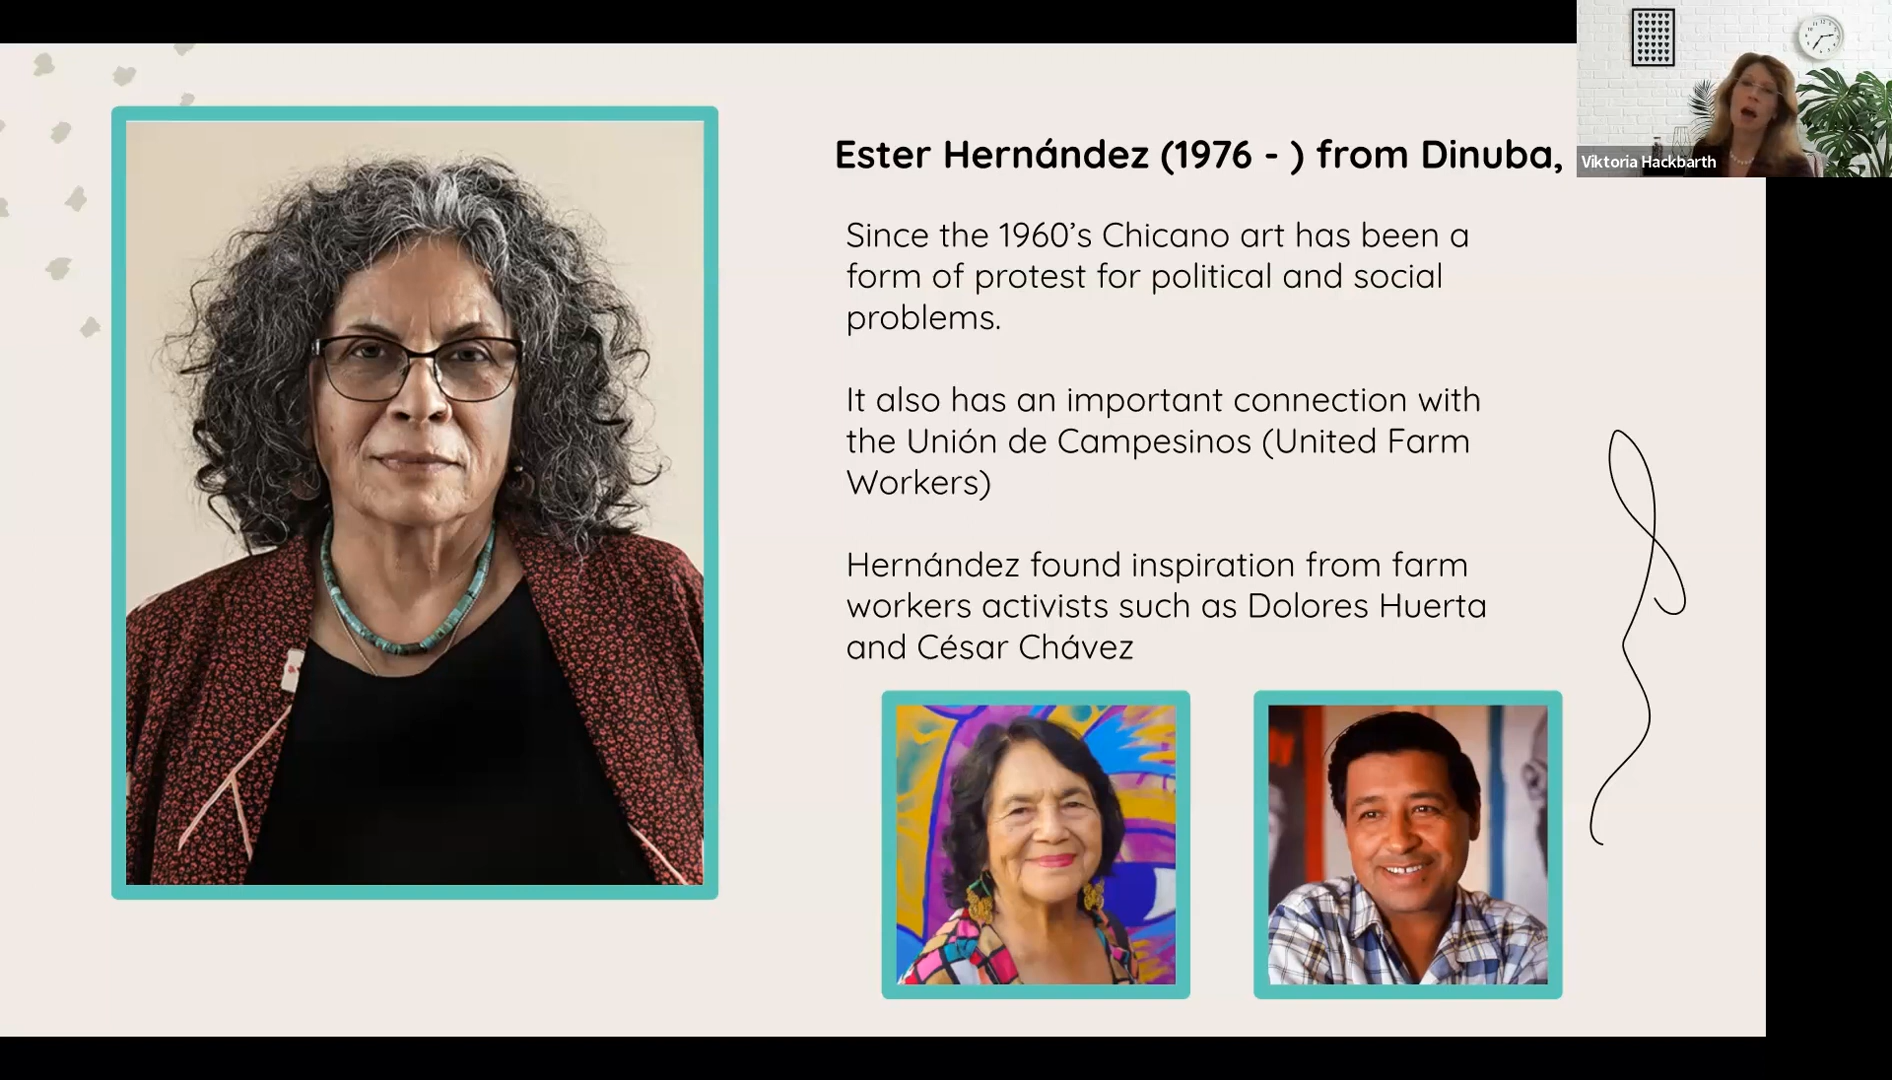 Ester Hernández (1976 - ) from Dinuba,
Viktoria Hackbarth
Since the 1960's Chicano art has been a
form of protest for political and social
problems.
It also has an important connection with
the Unión de Campesinos (United Farm
Workers)
Hernández found inspiration from farm
workers activists such as Dolores Huerta
and César Chávez